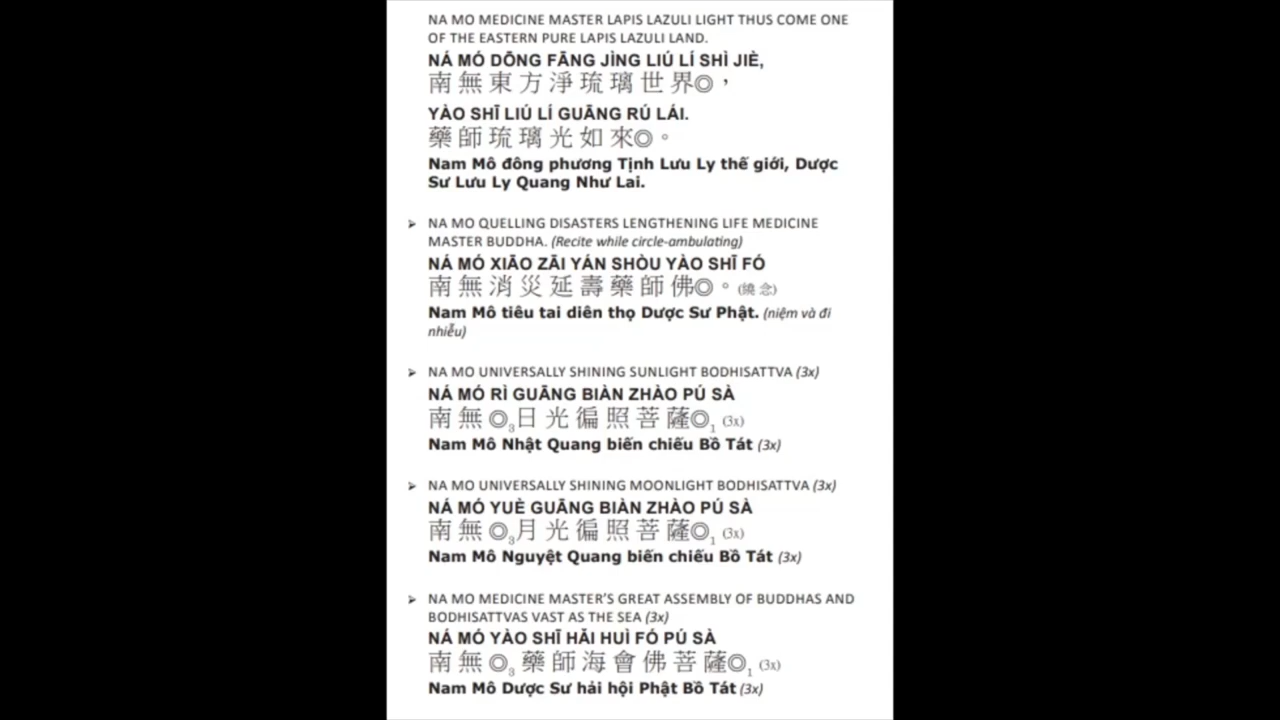 NA MO MEDICINE MASTER LAPIS LAZULI LIGHT THUS COME ONE
OF THE EASTERN PURE LAPIS LAZULI LAND.
NÁ MÓ DŌNG FĀNG JÌNG LIÚ LÍ SHÌ JIÈ,
南無東方淨琉璃世界◎，
YÀO SHĪ LIÚ LÍ GUĀNG RÚ LÁI.
藥師琉璃光如來◎。
Nam Mô đông phương Tịnh Lưu Ly thế giới, Dược
Sư Lưu Ly Quang Như Lai.
➢ NA MO QUELLING DISASTERS LENGTHENING LIFE MEDICINE
MASTER BUDDHA. (Recite while circle-ambulating)
NÁ MÓ XIĀO ZĀI YÁN SHÒU YÀO SHĪ FÓ
南無消災延壽藥師佛◎。(繞念)
Nam Mô tiêu tai diên thọ Dược Sư Phật. (niệm và đi
nhiễu)
➢ NA MO UNIVERSALLY SHINING SUNLIGHT BODHISATTVA (3x)
NÁ MÓ RÌ GUĀNG BIÀN ZHÀO PÚ SÀ
南無◎3日光徧照菩薩◎1 (3x)
Nam Mô Nhật Quang biến chiếu Bồ Tát (3x)
➢ NA MO UNIVERSALLY SHINING MOONLIGHT BODHISATTVA (3x)
NÁ MÓ YUÈ GUĀNG BIÀN ZHÀO PÚ SÀ
南無◎3月光徧照菩薩◎1 (3x)
Nam Mô Nguyệt Quang biến chiếu Bồ Tát (3x)
➢ NA MO MEDICINE MASTER'S GREAT ASSEMBLY OF BUDDHAS AND
BODHISATTVAS VAST AS THE SEA (3x)
NÁ MÓ YÀO SHĪ HǍI HUÌ FÓ PÚ SÀ
南無◎3藥師海會佛菩薩◎1 (3x)
Nam Mô Dược Sư hải hội Phật Bồ Tát (3x)